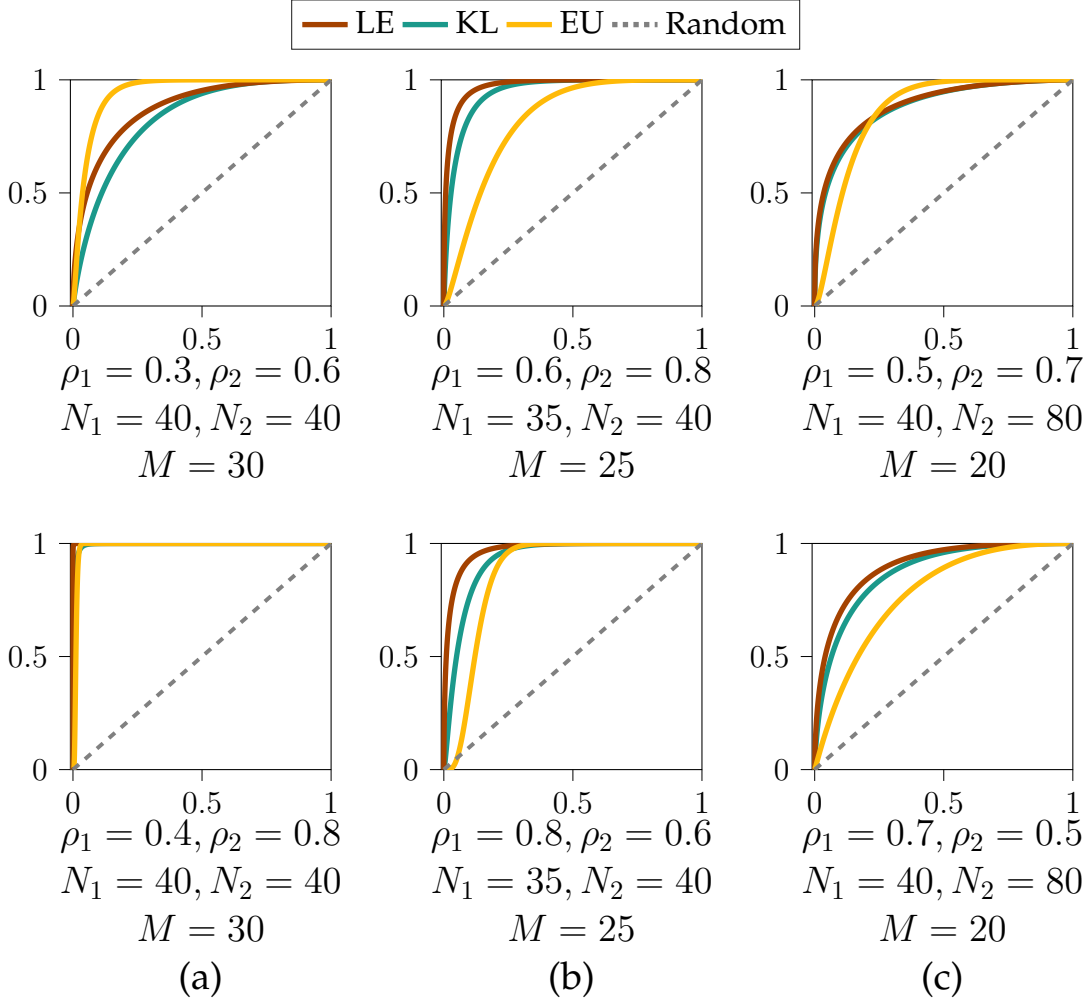 LE KL EU Random
1 1 1
0.5 0.5 0.5
0 0 0
0 0.5 1 0 0.5 1 0 0.5 1
ρ₁ = 0.3, ρ₂ = 0.6 ρ₁ = 0.6, ρ₂ = 0.8 ρ₁ = 0.5, ρ₂ = 0.7
N₁ = 40, N₂ = 40 N₁ = 35, N₂ = 40 N₁ = 40, N₂ = 80
M = 30 M = 25 M = 20
1 1 1
0.5 0.5 0.5
0 0 0
0 0.5 1 0 0.5 1 0 0.5 1
ρ₁ = 0.4, ρ₂ = 0.8 ρ₁ = 0.8, ρ₂ = 0.6 ρ₁ = 0.7, ρ₂ = 0.5
N₁ = 40, N₂ = 40 N₁ = 35, N₂ = 40 N₁ = 40, N₂ = 80
M = 30 M = 25 M = 20
(a) (b) (c)